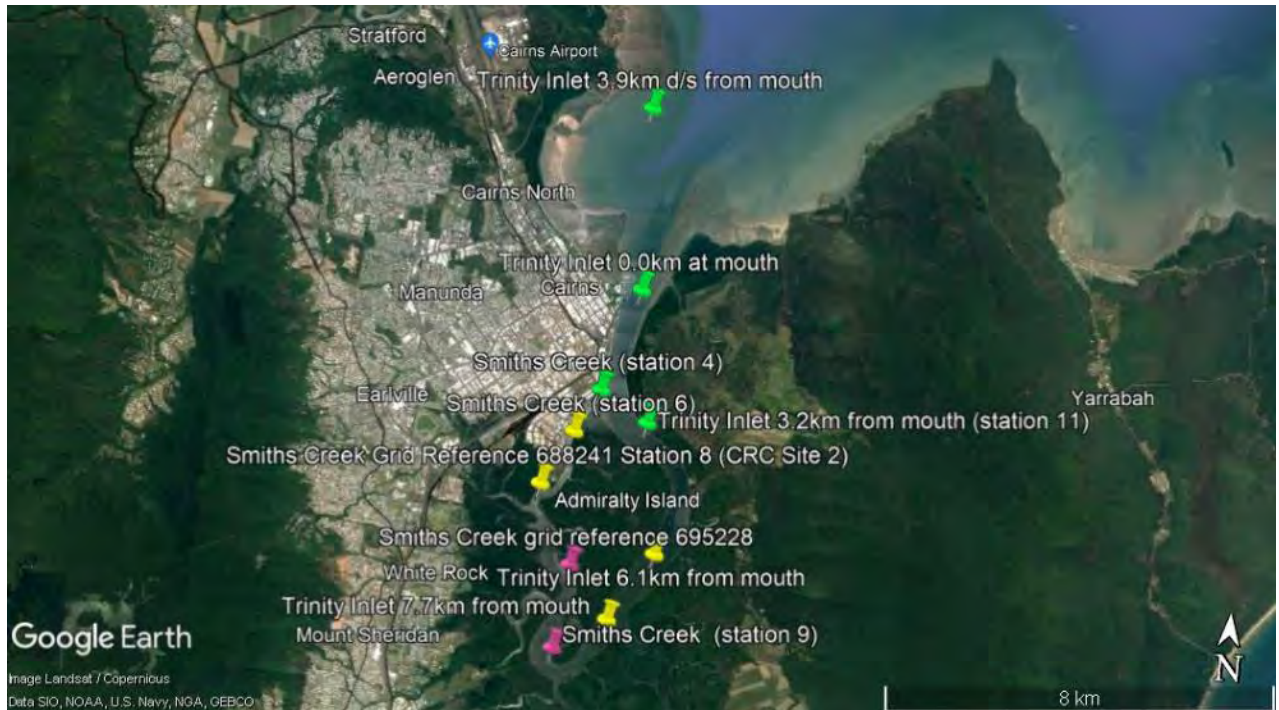 Stratford
Cairns Airport
Aeroglen
Trinity Inlet 3.9km d/s from mouth
Cairns North
Trinity Inlet 0.0km at mouth
Manunda
Cairns
Smiths Creek (station 4)
Earlville
Smiths Creek (station 6)
Yarrabah
Trinity Inlet 3.2km from mouth (station 11)
Smiths Creek Grid Reference 688241 Station 8 (CRC Site 2)
Admiralty Island
Smiths Creek grid reference 695228
White Rock
Trinity Inlet 6.1km from mouth
Trinity Inlet 7.7km from mouth
Mount Sheridan
Smiths Creek (station 9)
Google Earth
Image Landsat / Copernicus
Data SIO, NOAA, U.S. Navy, NGA, GEBCO
N
8 km